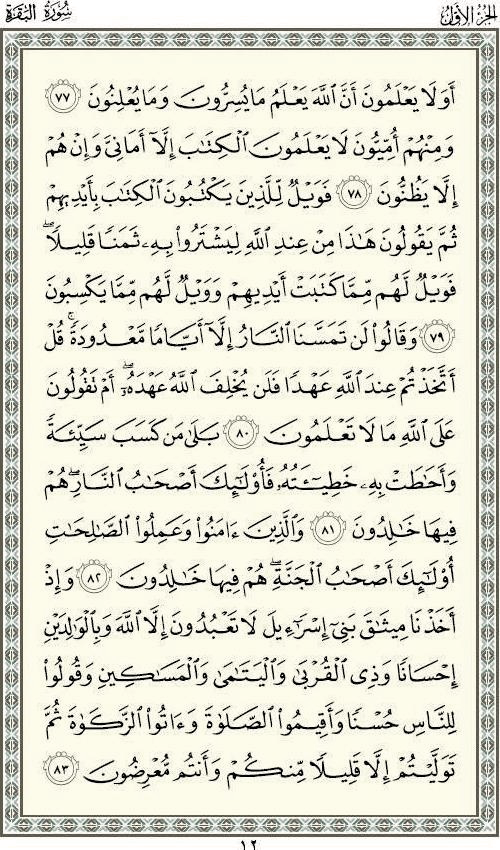 الجزء الأول
سورة البقرة
أَوَلَا يَعْلَمُونَ أَنَّ ٱللَّهَ يَعْلَمُ مَا يُسِرُّونَ وَمَا يُعْلِنُونَ ٧٧
وَمِنْهُمْ أُمِّيُّونَ لَا يَعْلَمُونَ ٱلْكِتَٰبَ إِلَّآ أَمَانِىَّ وَإِنْ هُمْ
إِلَّا يَظُنُّونَ ٧٨ فَوَيْلٌ لِّلَّذِينَ يَكْتُبُونَ ٱلْكِتَٰبَ بِأَيْدِيهِمْ
ثُمَّ يَقُولُونَ هَٰذَا مِنْ عِندِ ٱللَّهِ لِيَشْتَرُوا۟ بِهِۦ ثَمَنًا قَلِيلًا ۖ
فَوَيْلٌ لَّهُم مِّمَّا كَتَبَتْ أَيْدِيهِمْ وَوَيْلٌ لَّهُم مِّمَّا يَكْسِبُونَ
٧٩ وَقَالُوا۟ لَن تَمَسَّنَا ٱلنَّارُ إِلَّآ أَيَّامًا مَّعْدُودَةً ۚ قُلْ
أَتَّخَذْتُمْ عِندَ ٱللَّهِ عَهْدًا فَلَن يُخْلِفَ ٱللَّهُ عَهْدَهُۥٓ ۖ أَمْ تَقُولُونَ
عَلَى ٱللَّهِ مَا لَا تَعْلَمُونَ ٨٠ بَلَىٰ مَن كَسَبَ سَيِّئَةً
وَأَحَٰطَتْ بِهِۦ خَطِيٓـَٔتُهُۥ فَأُو۟لَٰٓئِكَ أَصْحَٰبُ ٱلنَّارِ ۖ هُمْ
فِيهَا خَٰلِدُونَ ٨١ وَٱلَّذِينَ ءَامَنُوا۟ وَعَمِلُوا۟ ٱلصَّٰلِحَٰتِ
أُو۟لَٰٓئِكَ أَصْحَٰبُ ٱلْجَنَّةِ ۖ هُمْ فِيهَا خَٰلِدُونَ ٨٢ وَإِذْ
أَخَذْنَا مِيثَٰقَ بَنِىٓ إِسْرَٰٓءِيلَ لَا تَعْبُدُونَ إِلَّا ٱللَّهَ وَبِٱلْوَٰلِدَيْنِ
إِحْسَانًا وَذِى ٱلْقُرْبَىٰ وَٱلْيَتَٰمَىٰ وَٱلْمَسَٰكِينِ وَقُولُوا۟
لِلنَّاسِ حُسْنًا وَأَقِيمُوا۟ ٱلصَّلَوٰةَ وَءَاتُوا۟ ٱلزَّكَوٰةَ ثُمَّ
تَوَلَّيْتُمْ إِلَّا قَلِيلًا مِّنكُمْ وَأَنتُم مُّعْرِضُونَ ٨٣
١٢